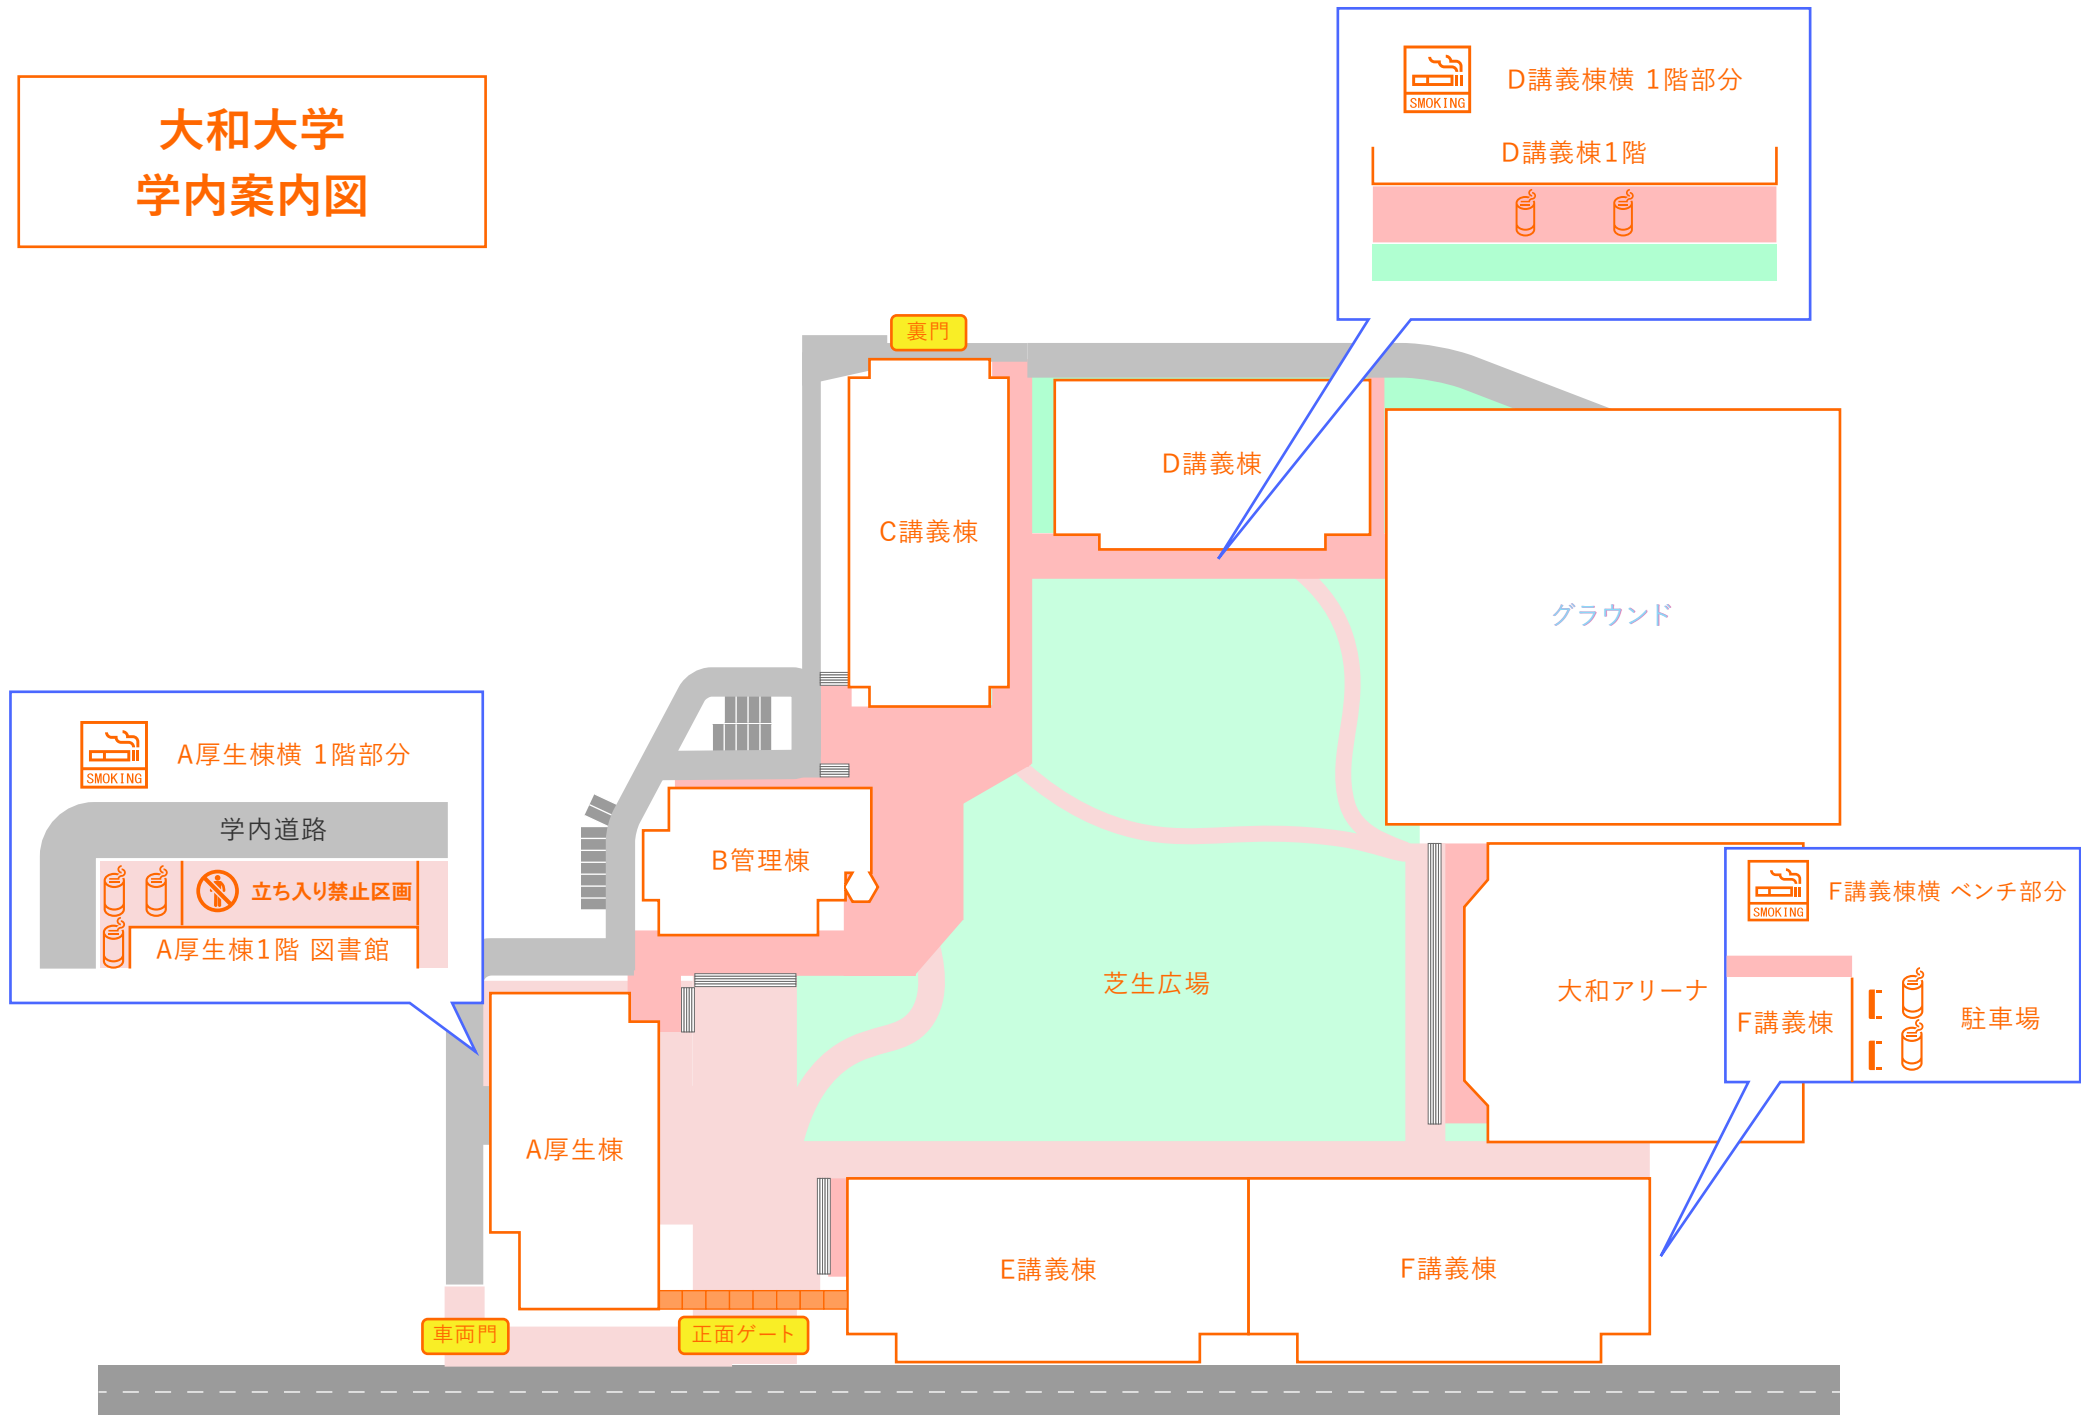 大和大学
学内案内図
SMOKING
D講義棟横 1階部分
D講義棟1階
裏門
D講義棟
C講義棟
グラウンド
SMOKING
A厚生棟横 1階部分
学内道路
立ち入り禁止区画
A厚生棟1階 図書館
B管理棟
芝生広場
大和アリーナ
SMOKING
F講義棟横 ベンチ部分
F講義棟
駐車場
A厚生棟
E講義棟
F講義棟
車両門
正面ゲート